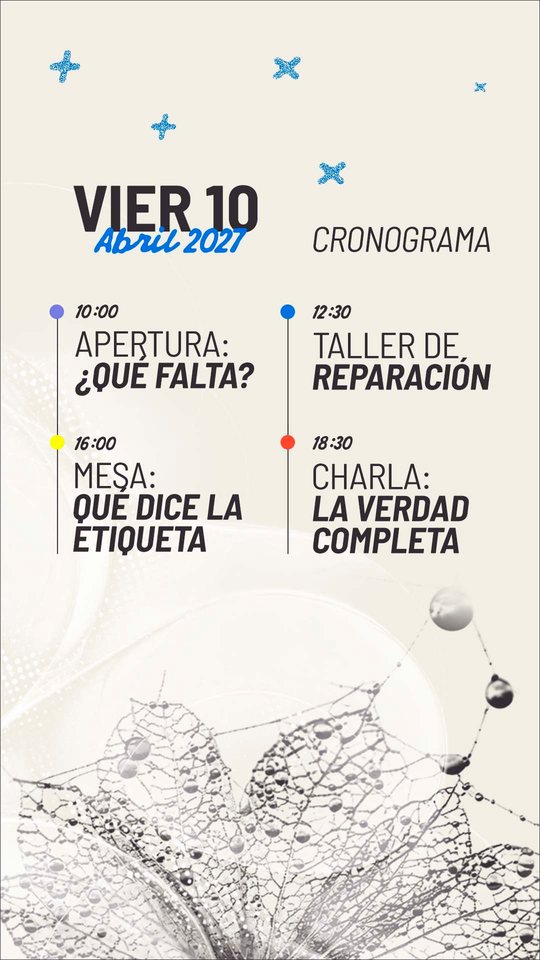 VIER 10
Abril 2027
CRONOGRAMA
10:00
APERTURA:
¿QUÉ FALTA?
12:30
TALLER DE
REPARACIÓN
16:00
MESA:
QUÉ DICE LA
ETIQUETA
18:30
CHARLA:
LA VERDAD
COMPLETA